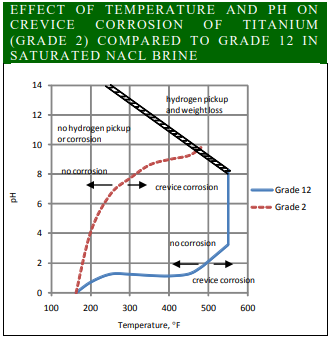 EFFECT OF TEMPERATURE AND PH ON
CREVICE CORROSION OF TITANIUM
(GRADE 2) COMPARED TO GRADE 12 IN
SATURATED NACL BRINE
14
12
10
8
6
4
2
0
pH
hydrogen pickup
and weight loss
no hydrogen pickup
or corrosion
no corrosion
crevice corrosion
no corrosion
crevice corrosion
Grade 12
Grade 2
100 200 300 400 500 600
Temperature, °F